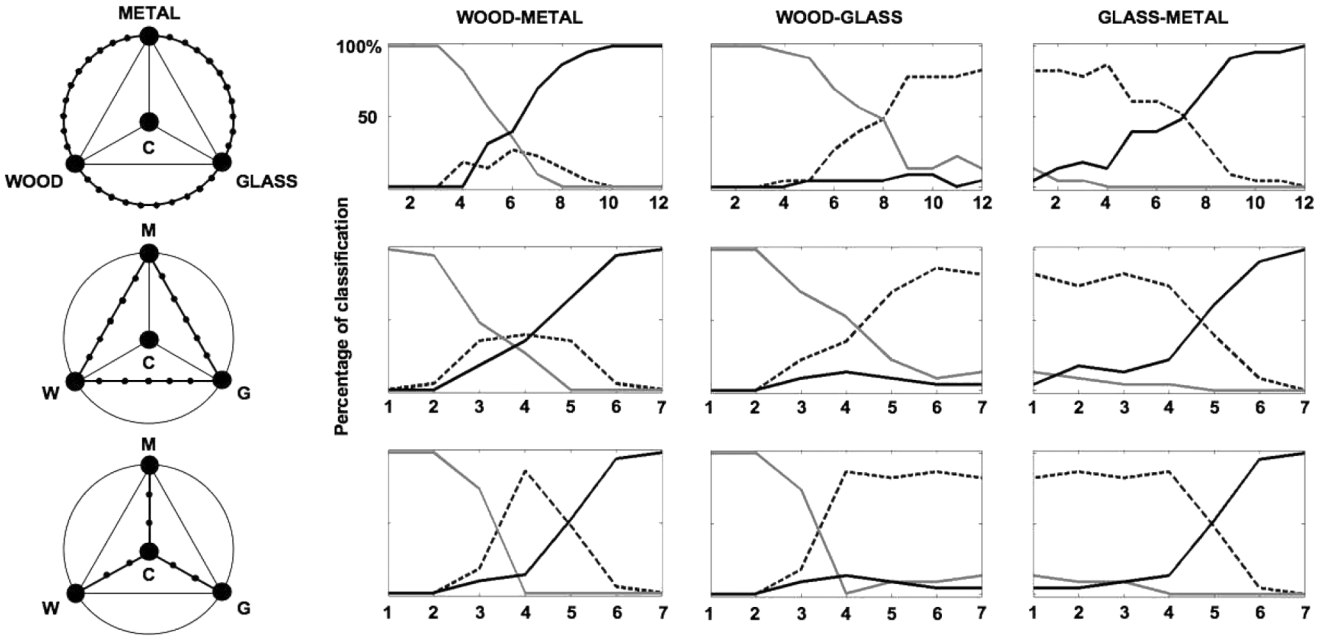 METAL
C
WOOD
GLASS
M
C
W
G
M
C
W
G
Percentage of classification
WOOD-METAL
WOOD-GLASS
GLASS-METAL
100%
50
2 4 6 8 10 12
2 4 6 8 10 12
2 4 6 8 10 12
1 2 3 4 5 6 7
1 2 3 4 5 6 7
1 2 3 4 5 6 7
1 2 3 4 5 6 7
1 2 3 4 5 6 7
1 2 3 4 5 6 7